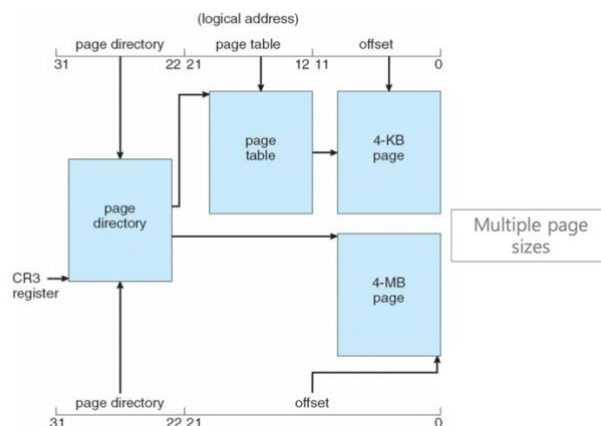 (logical address)
page directory
page table
offset
31
22 21
12 11
0
page
table
4-KB
page
page
directory
Multiple page
sizes
CR3
register
4-MB
page
page directory
offset
31
22 21
0